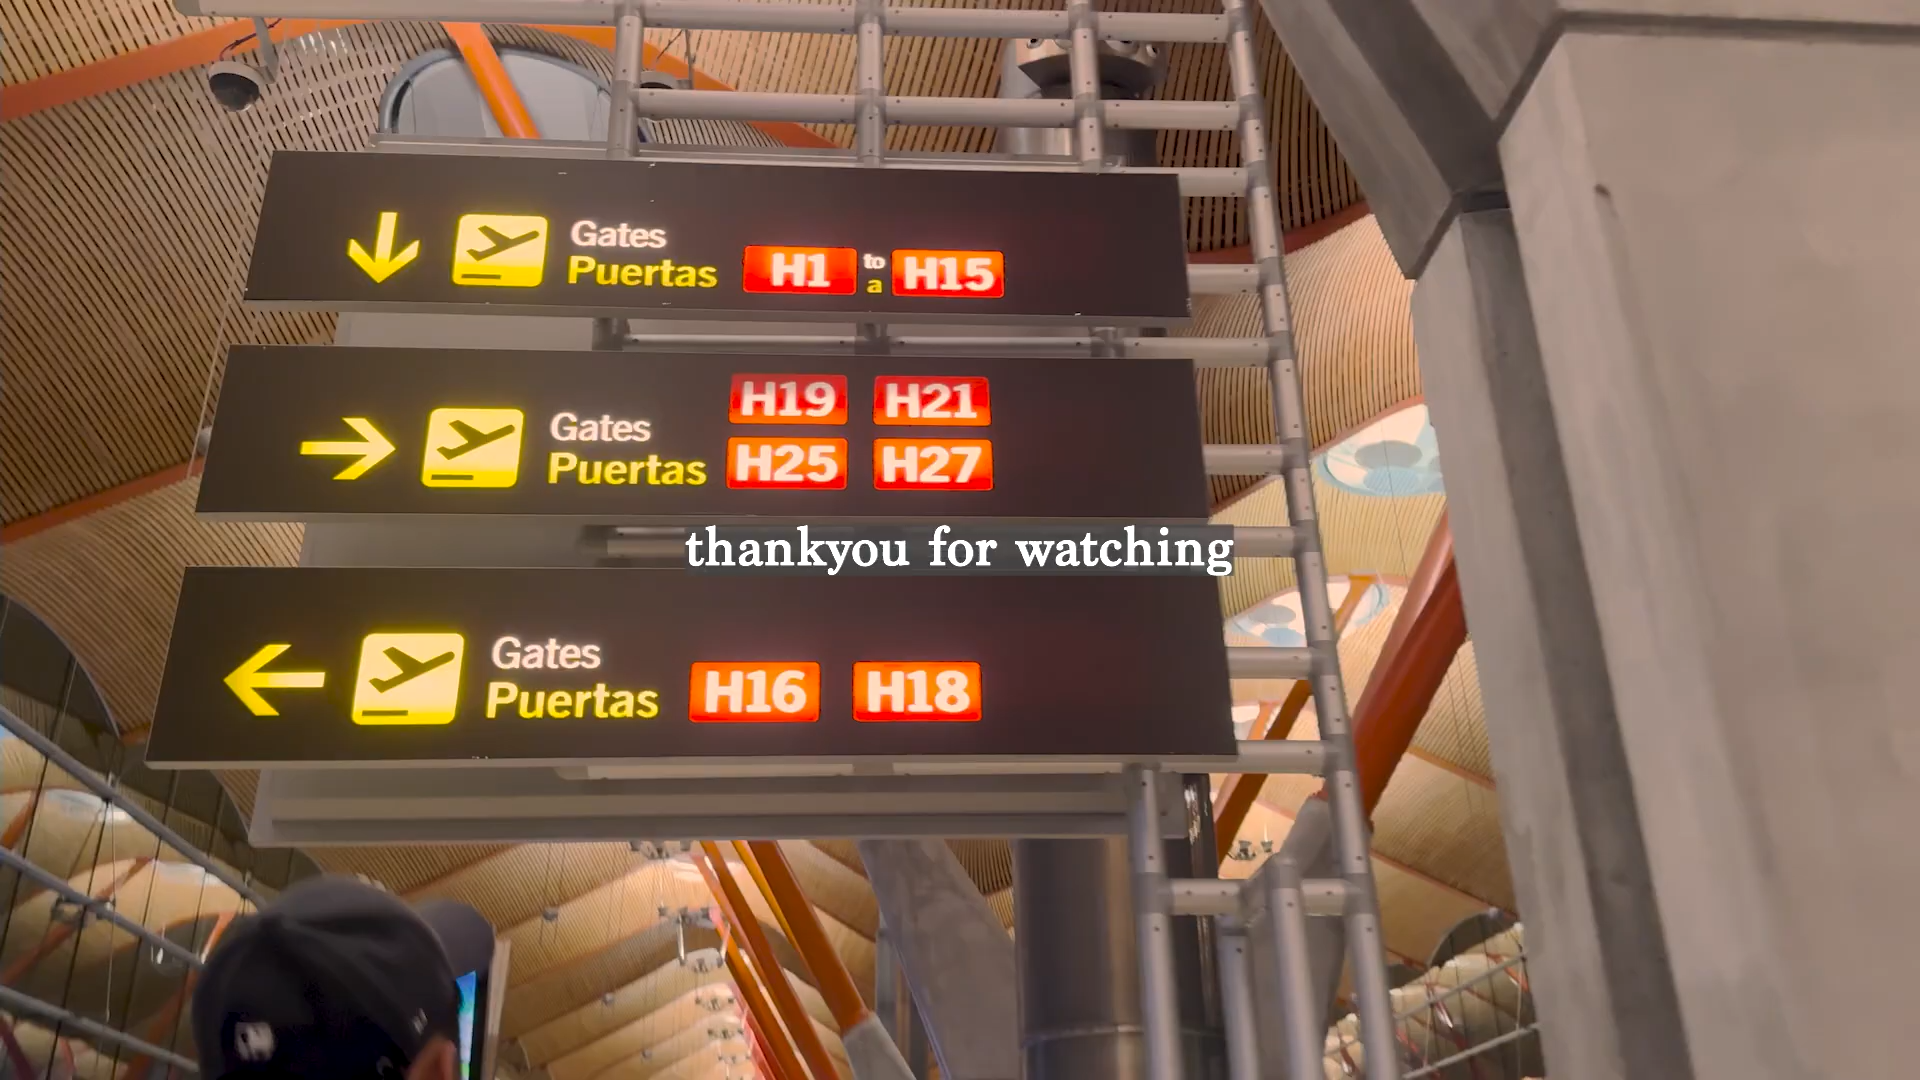 Gates
Puertas
H1 to a H15
Gates
Puertas
H19 H21
H25 H27
thankyou for watching
Gates
Puertas
H16 H18